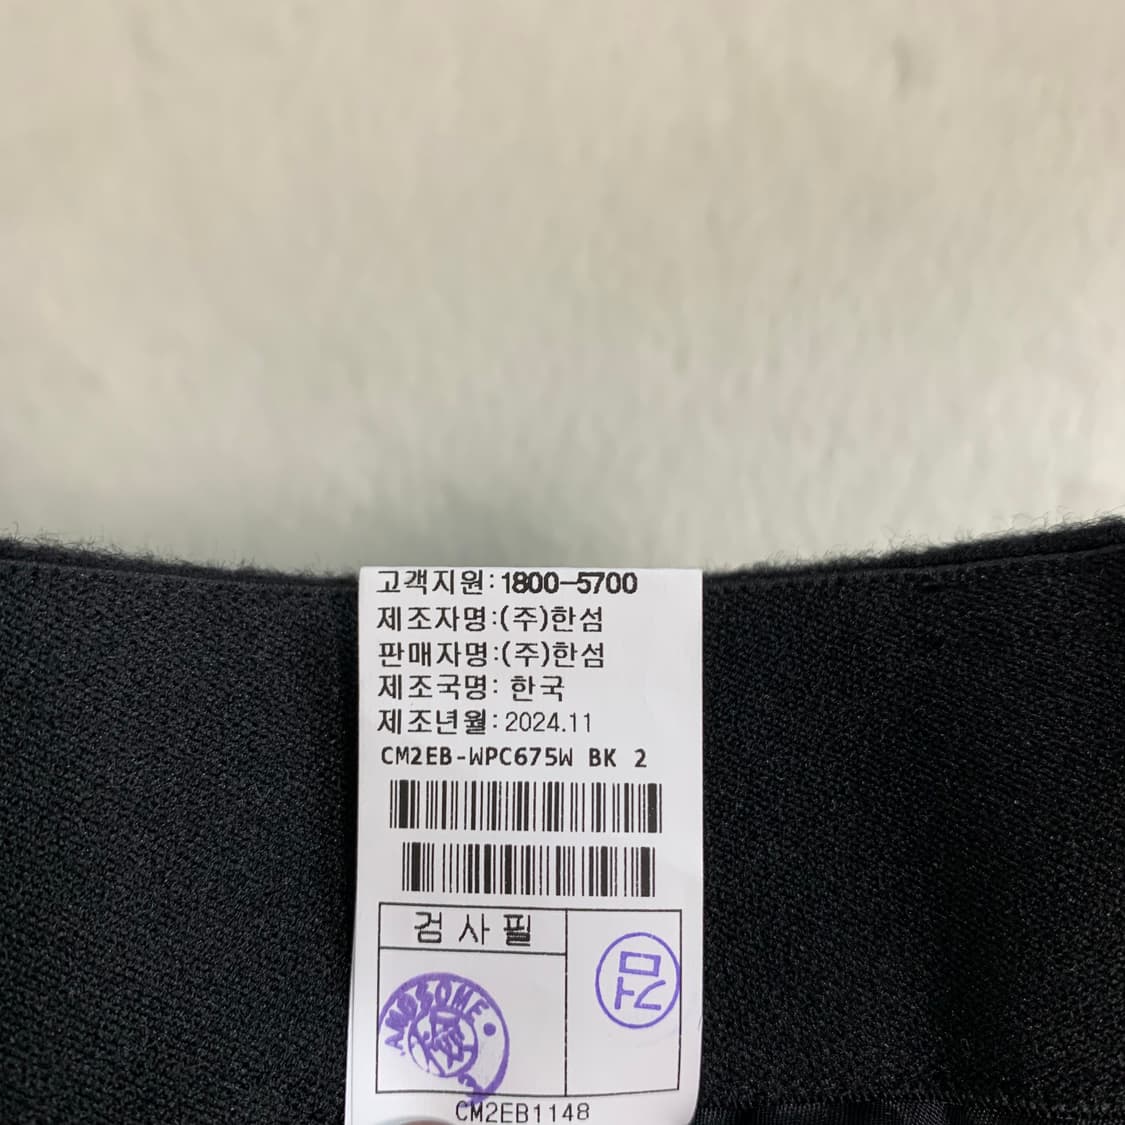 고객지원: 1800-5700
제조자명:(주)한섬
판매자명:(주)한섬
제조국명: 한국
제조년월: 2024.11
CM2EB-WPC675W BK 2
검사필
검
HANDSOME
CM2EB1148